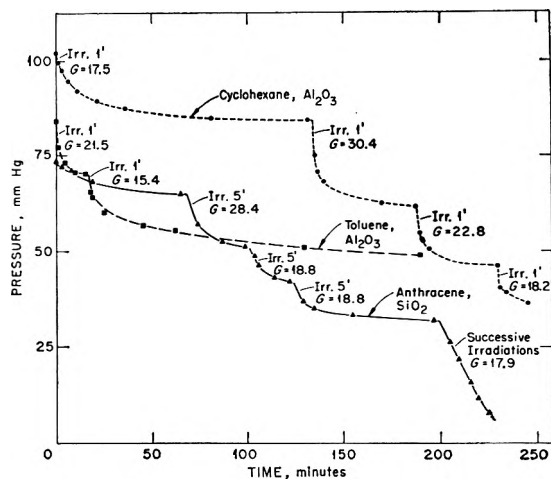 100
75
50
25
0
50
100
150
200
250
PRESSURE, mm Hg
TIME, minutes
Irr. 1'
G=17.5
Cyclohexane, Al₂O₃
Irr. 1'
G=30.4
Irr. 1'
G=21.5
Irr. 1'
G=15.4
Irr. 5'
G=28.4
Irr. 1'
G=22.8
Toluene,
Al₂O₃
Irr. 5'
G=18.8
Irr. 5'
G=18.8
Anthracene,
SiO₂
Irr. 1'
G=18.2
Successive
Irradiations
G=17.9